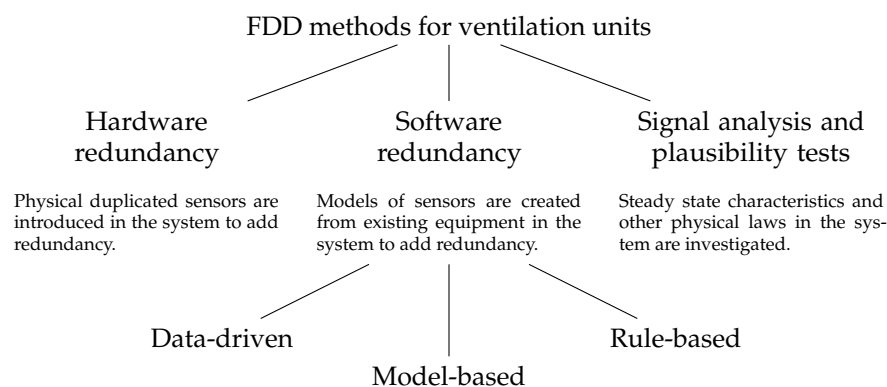 FDD methods for ventilation units
Hardware
redundancy
Physical duplicated sensors are
introduced in the system to add
redundancy.
Software
redundancy
Models of sensors are created
from existing equipment in the
system to add redundancy.
Signal analysis and
plausibility tests
Steady state characteristics and
other physical laws in the sys-
tem are investigated.
Data-driven
Model-based
Rule-based